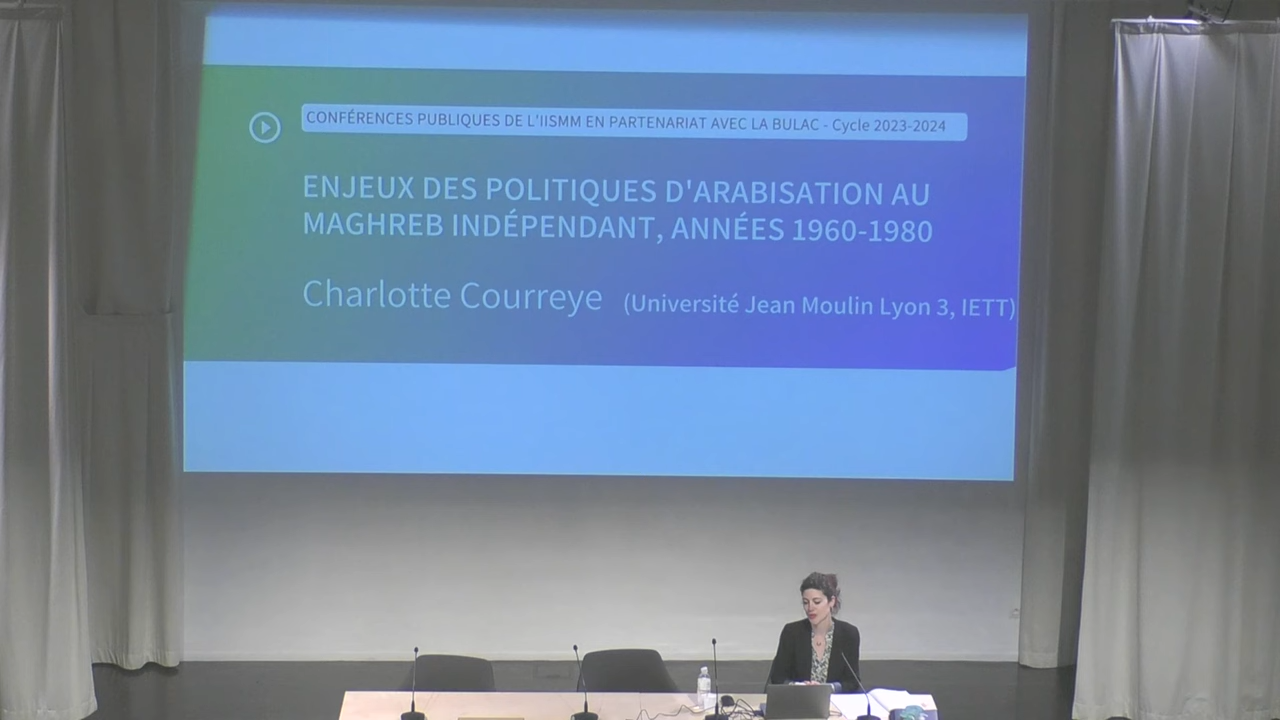 CONFÉRENCES PUBLIQUES DE L'IISMM EN PARTENARIAT AVEC LA BULAC - Cycle 2023-2024
ENJEUX DES POLITIQUES D'ARABISATION AU
MAGHREB INDÉPENDANT, ANNÉES 1960-1980
Charlotte Courreye (Université Jean Moulin Lyon 3, IETT)